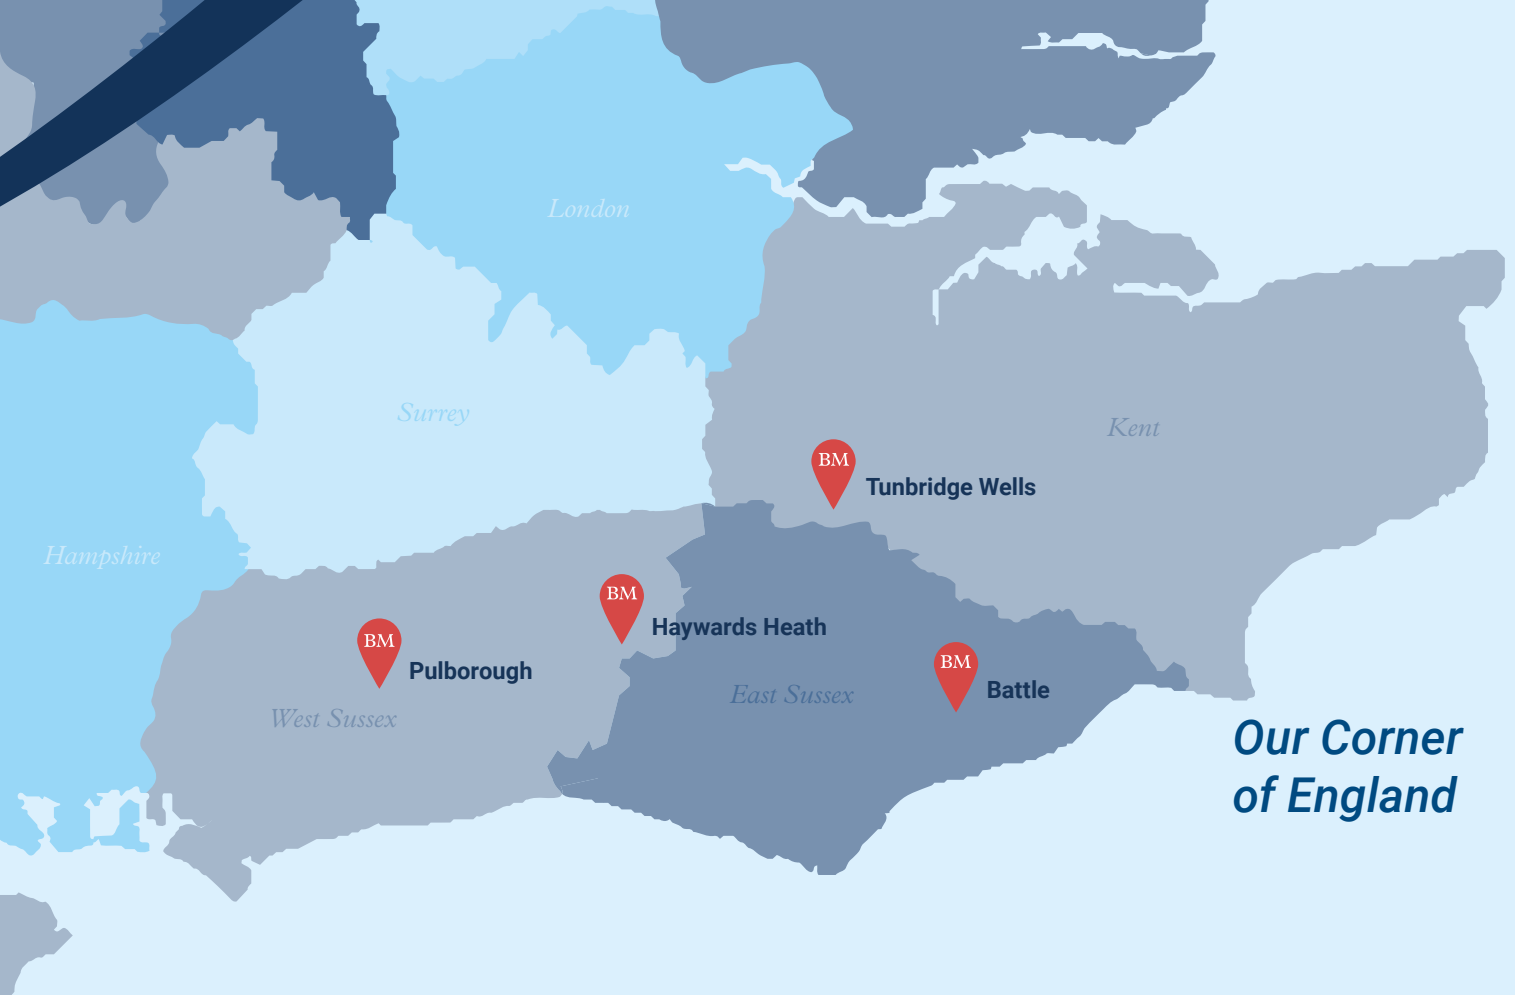 London
Surrey
Kent
BM
Tunbridge Wells
Hampshire
BM
Haywards Heath
BM
Pulborough
BM
Battle
East Sussex
West Sussex
Our Corner
of England